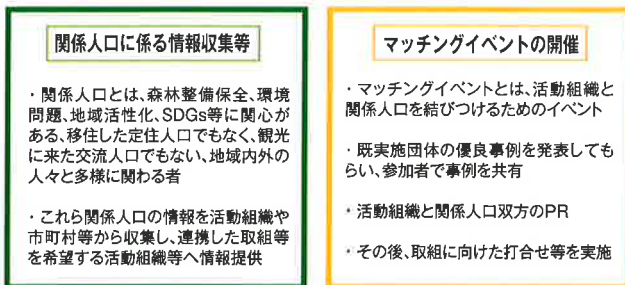 関係人口に係る情報収集等
・関係人口とは、森林整備保全、環境
問題、地域活性化、SDGs等に関心が
ある、移住した定住人口でもなく、観光
に来た交流人口でもない、地域内外の
人々と多様に関わる者
・これら関係人口の情報を活動組織や
市町村等から収集し、連携した取組等
を希望する活動組織等へ情報提供
マッチングイベントの開催
・マッチングイベントとは、活動組織と
関係人口を結びつけるためのイベント
・既実施団体の優良事例を発表しても
らい、参加者で事例を共有
・活動組織と関係人口双方のPR
・その後、取組に向けた打合せ等を実施